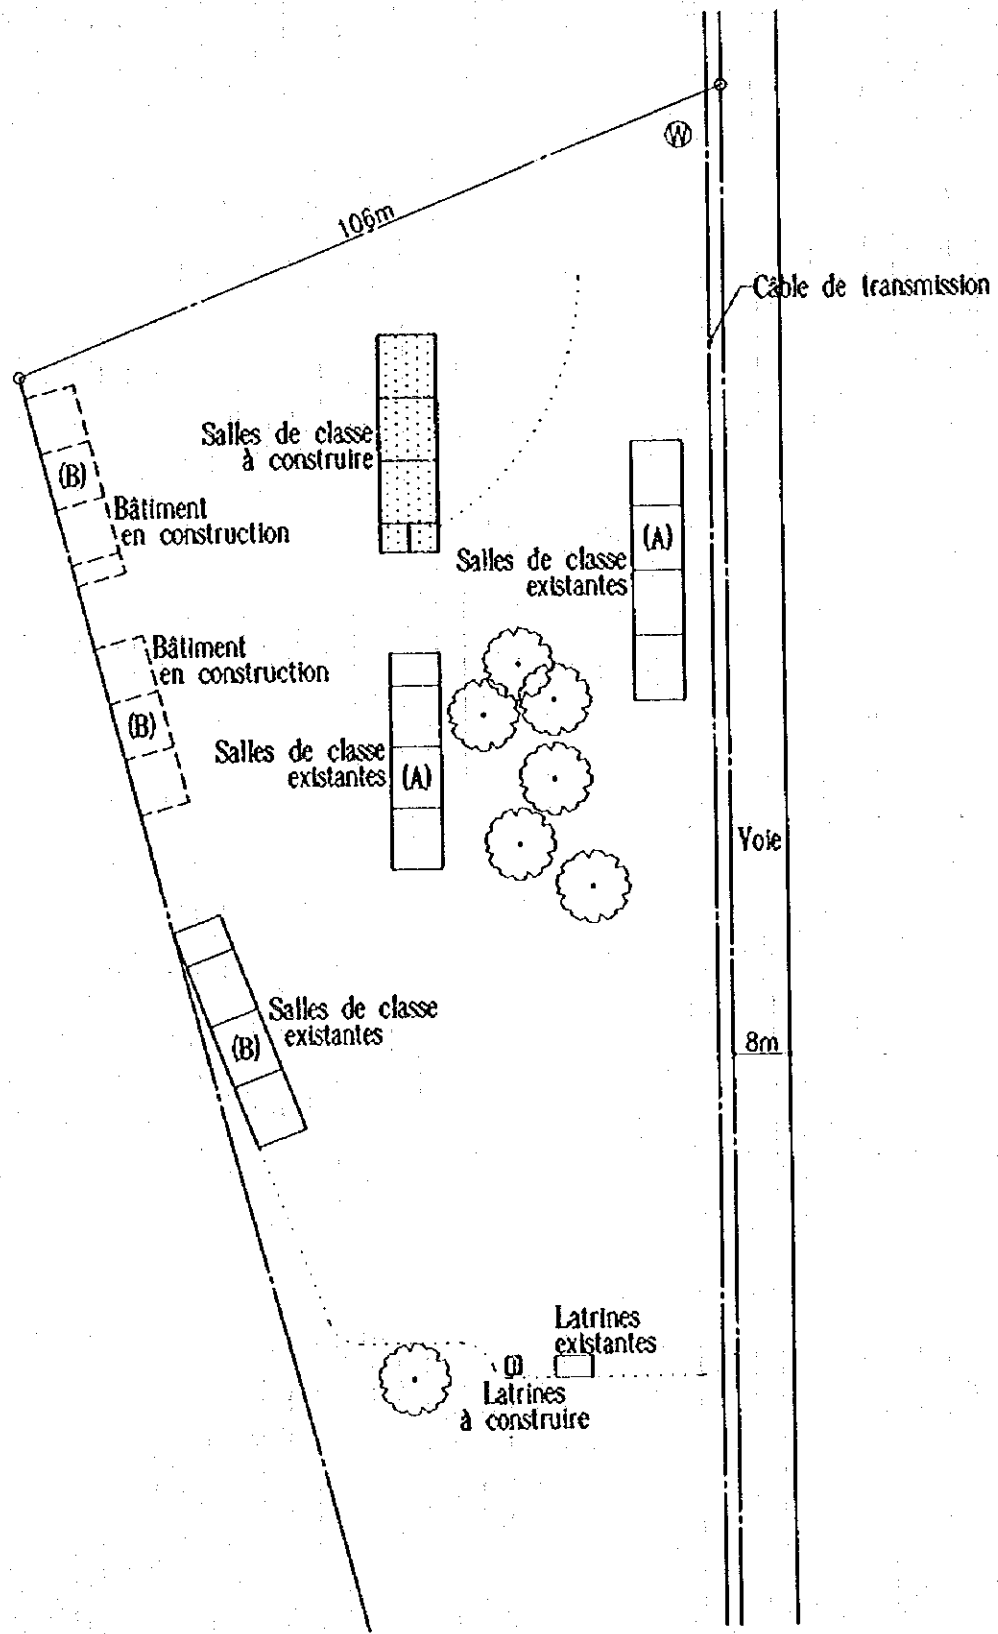 W
106m
Câble de transmission
Salles de classe
à construire
(B)
Bâtiment
en construction
(A)
Salles de classe
existantes
Bâtiment
en construction
(B)
Salles de classe
existantes
(A)
Voie
Salles de classe
existantes
(B)
8m
Latrines
existantes
Latrines
à construire